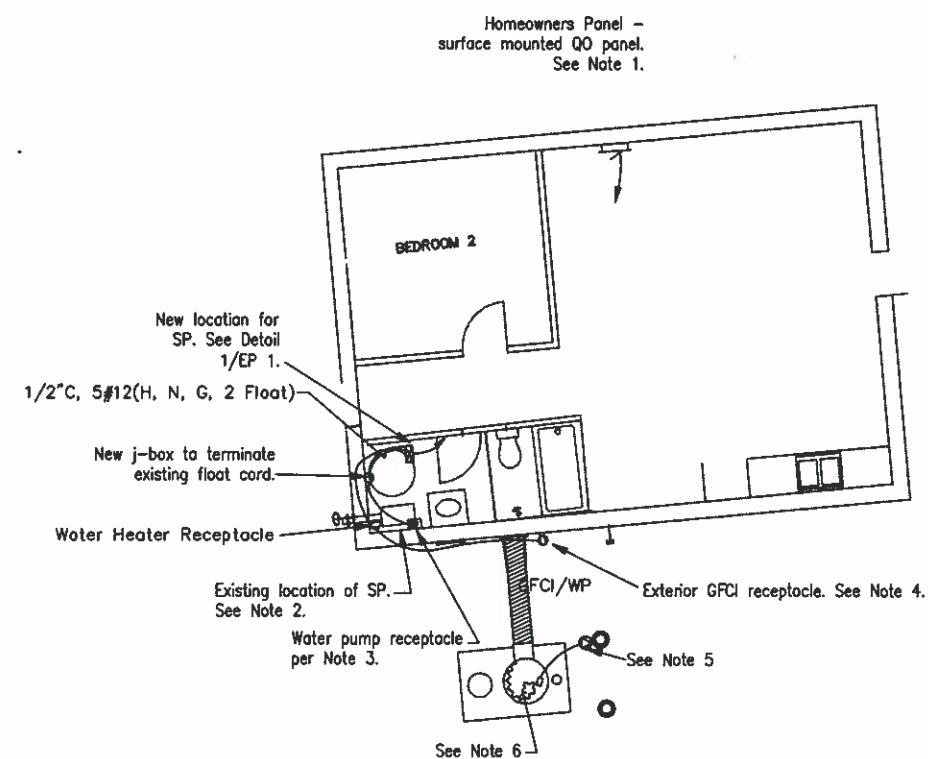 Homeowners Panel –
surface mounted QO panel.
See Note 1.
BEDROOM 2
New location for
SP. See Detail
1/EP 1.
1/2"C, 5#12(H, N, G, 2 Float)
New j-box to terminate
existing float cord.
Water Heater Receptacle
Existing location of SP.
See Note 2.
Water pump receptacle
per Note 3.
GFCI/WP
Exterior GFCI receptacle. See Note 4.
See Note 5
See Note 6